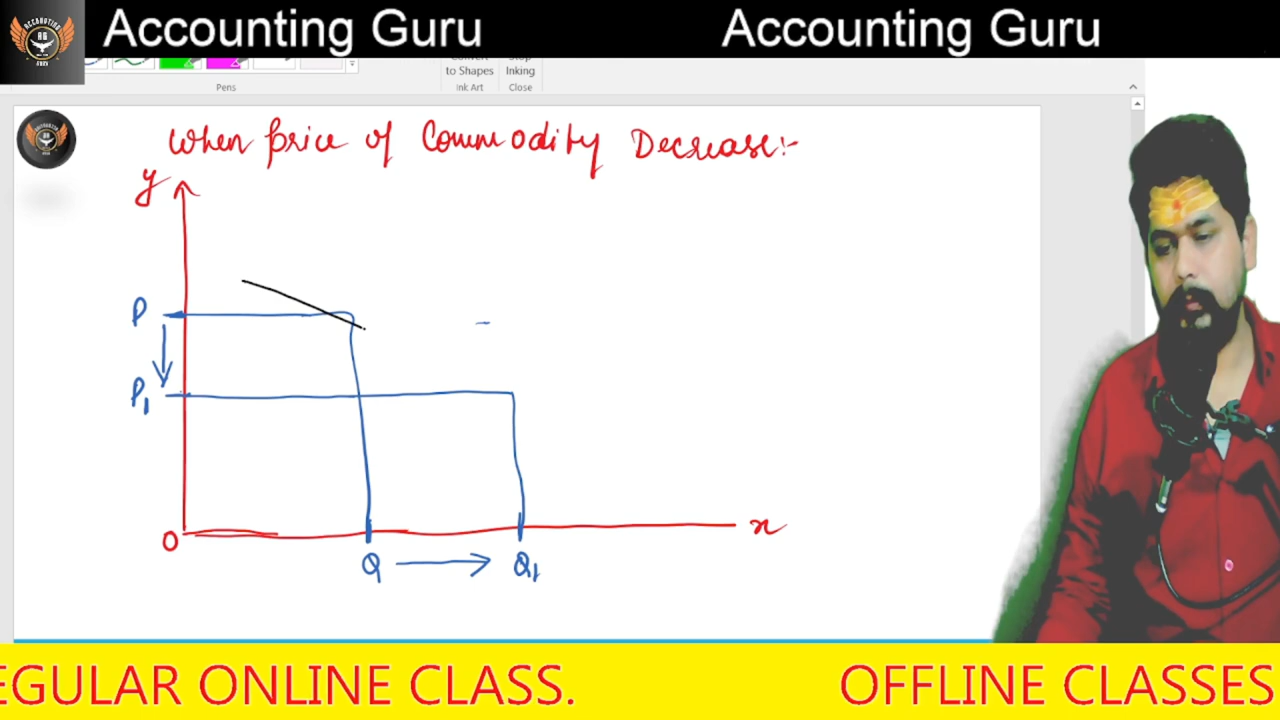 Accounting Guru Accounting Guru
to Shapes Inking
Pens Ink Art Close
When Price of Commodity Decrease:-
y
P
P1
O
x
Q Q1
EGULAR ONLINE CLASS. OFFLINE CLASSES